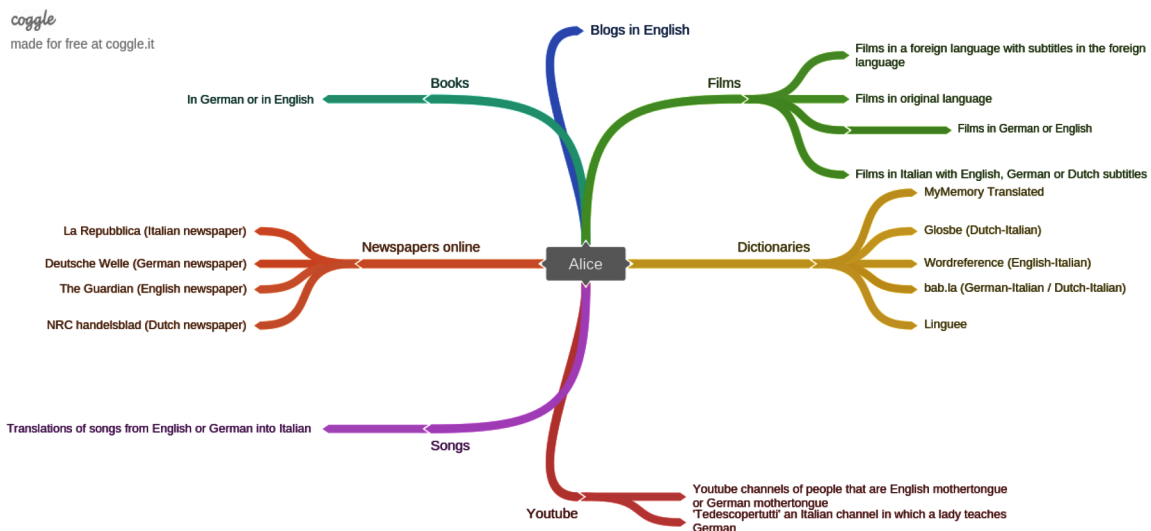 coggle
made for free at coggle.it
Blogs in English
Books
In German or in English
Films
Films in a foreign language with subtitles in the foreign
language
Films in original language
Films in German or English
Films in Italian with English, German or Dutch subtitles
Newspapers online
La Repubblica (Italian newspaper)
Deutsche Welle (German newspaper)
The Guardian (English newspaper)
NRC handelsblad (Dutch newspaper)
Alice
Dictionaries
MyMemory Translated
Glosbe (Dutch-Italian)
Wordreference (English-Italian)
bab.la (German-Italian / Dutch-Italian)
Linguee
Translations of songs from English or German into Italian
Songs
Youtube
Youtube channels of people that are English mothertongue
or German mothertongue
'Tedescopertutti' an Italian channel in which a lady teaches
German